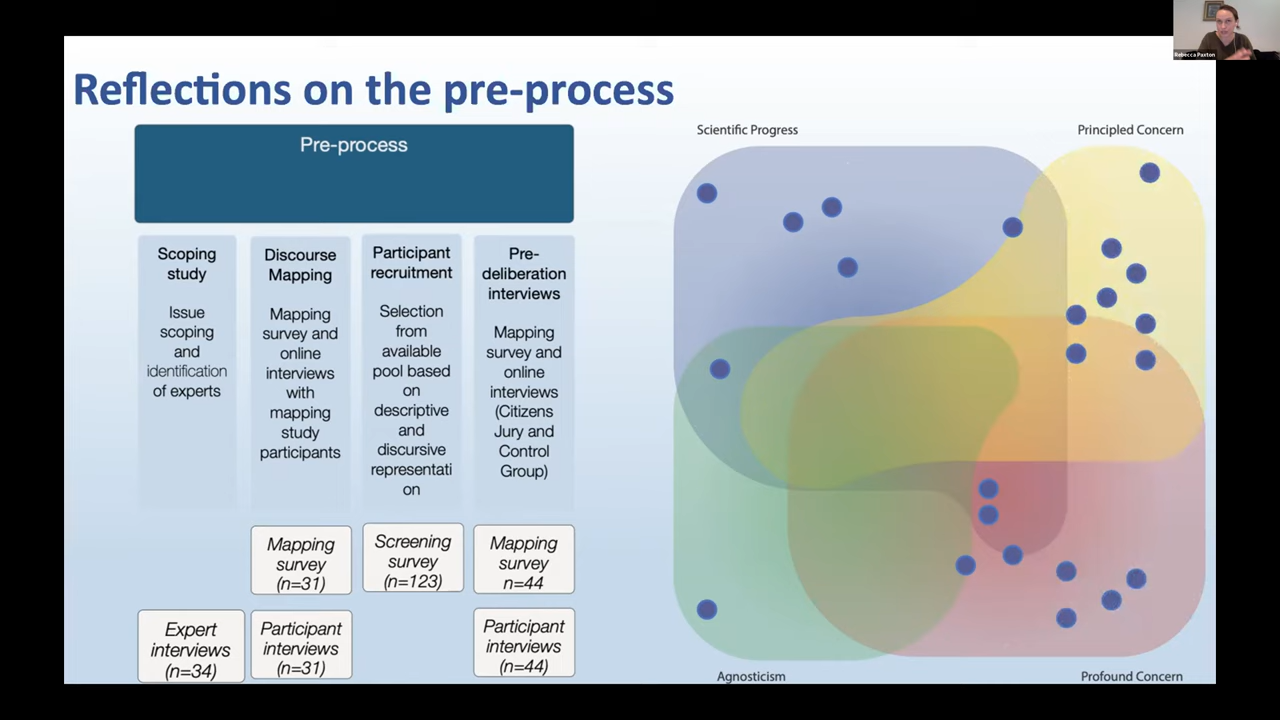 Rebecca Paxton
Reflections on the pre-process
Pre-process
Scoping
study
Issue
scoping
and
identification
of experts
Discourse
Mapping
Mapping
survey and
online
interviews
with
mapping
study
participants
Participant
recruitment
Selection
from
available
pool based
on
descriptive
and
discursive
representati
on
Pre-
deliberation
interviews
Mapping
survey and
online
interviews
(Citizens
Jury and
Control
Group)
Mapping
survey
(n=31)
Screening
survey
(n=123)
Mapping
survey
n=44
Expert
interviews
(n=34)
Participant
interviews
(n=31)
Participant
interviews
(n=44)
Scientific Progress
Principled Concern
Agnosticism
Profound Concern